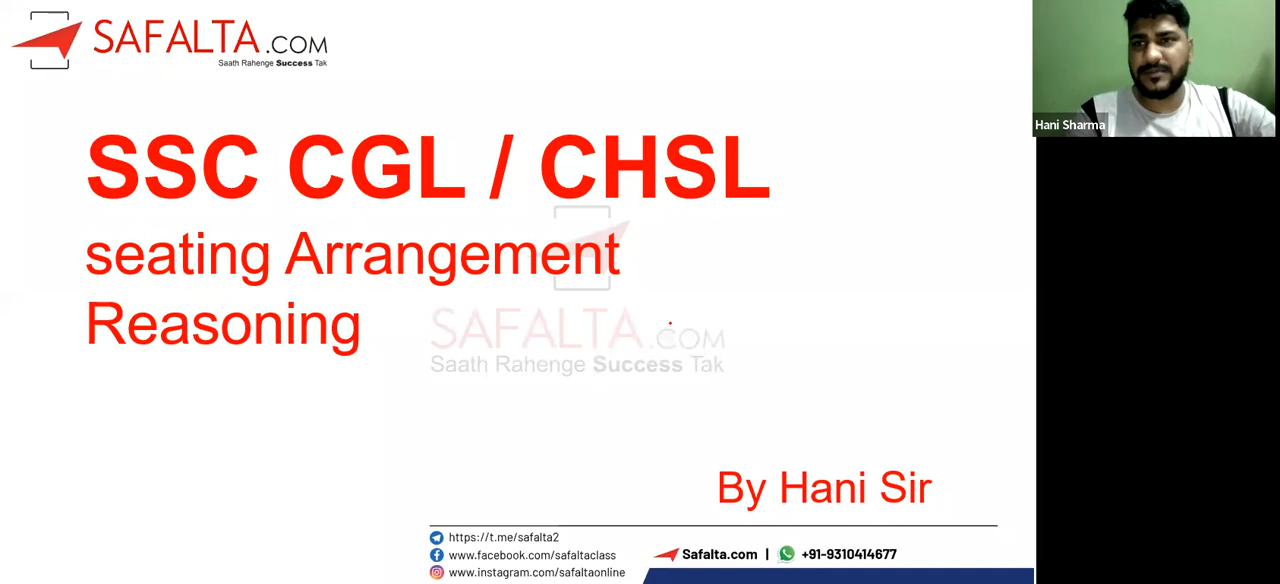 SAFALTA.COM
Saath Rahenge Success Tak
Hani Sharma
SSC CGL / CHSL
seating Arrangement
Reasoning
SAFALTA.COM
Saath Rahenge Success Tak
By Hani Sir
https://t.me/safalta2
www.facebook.com/safaltaclass
www.instagram.com/safaltaonline
Safalta.com | +91-9310414677